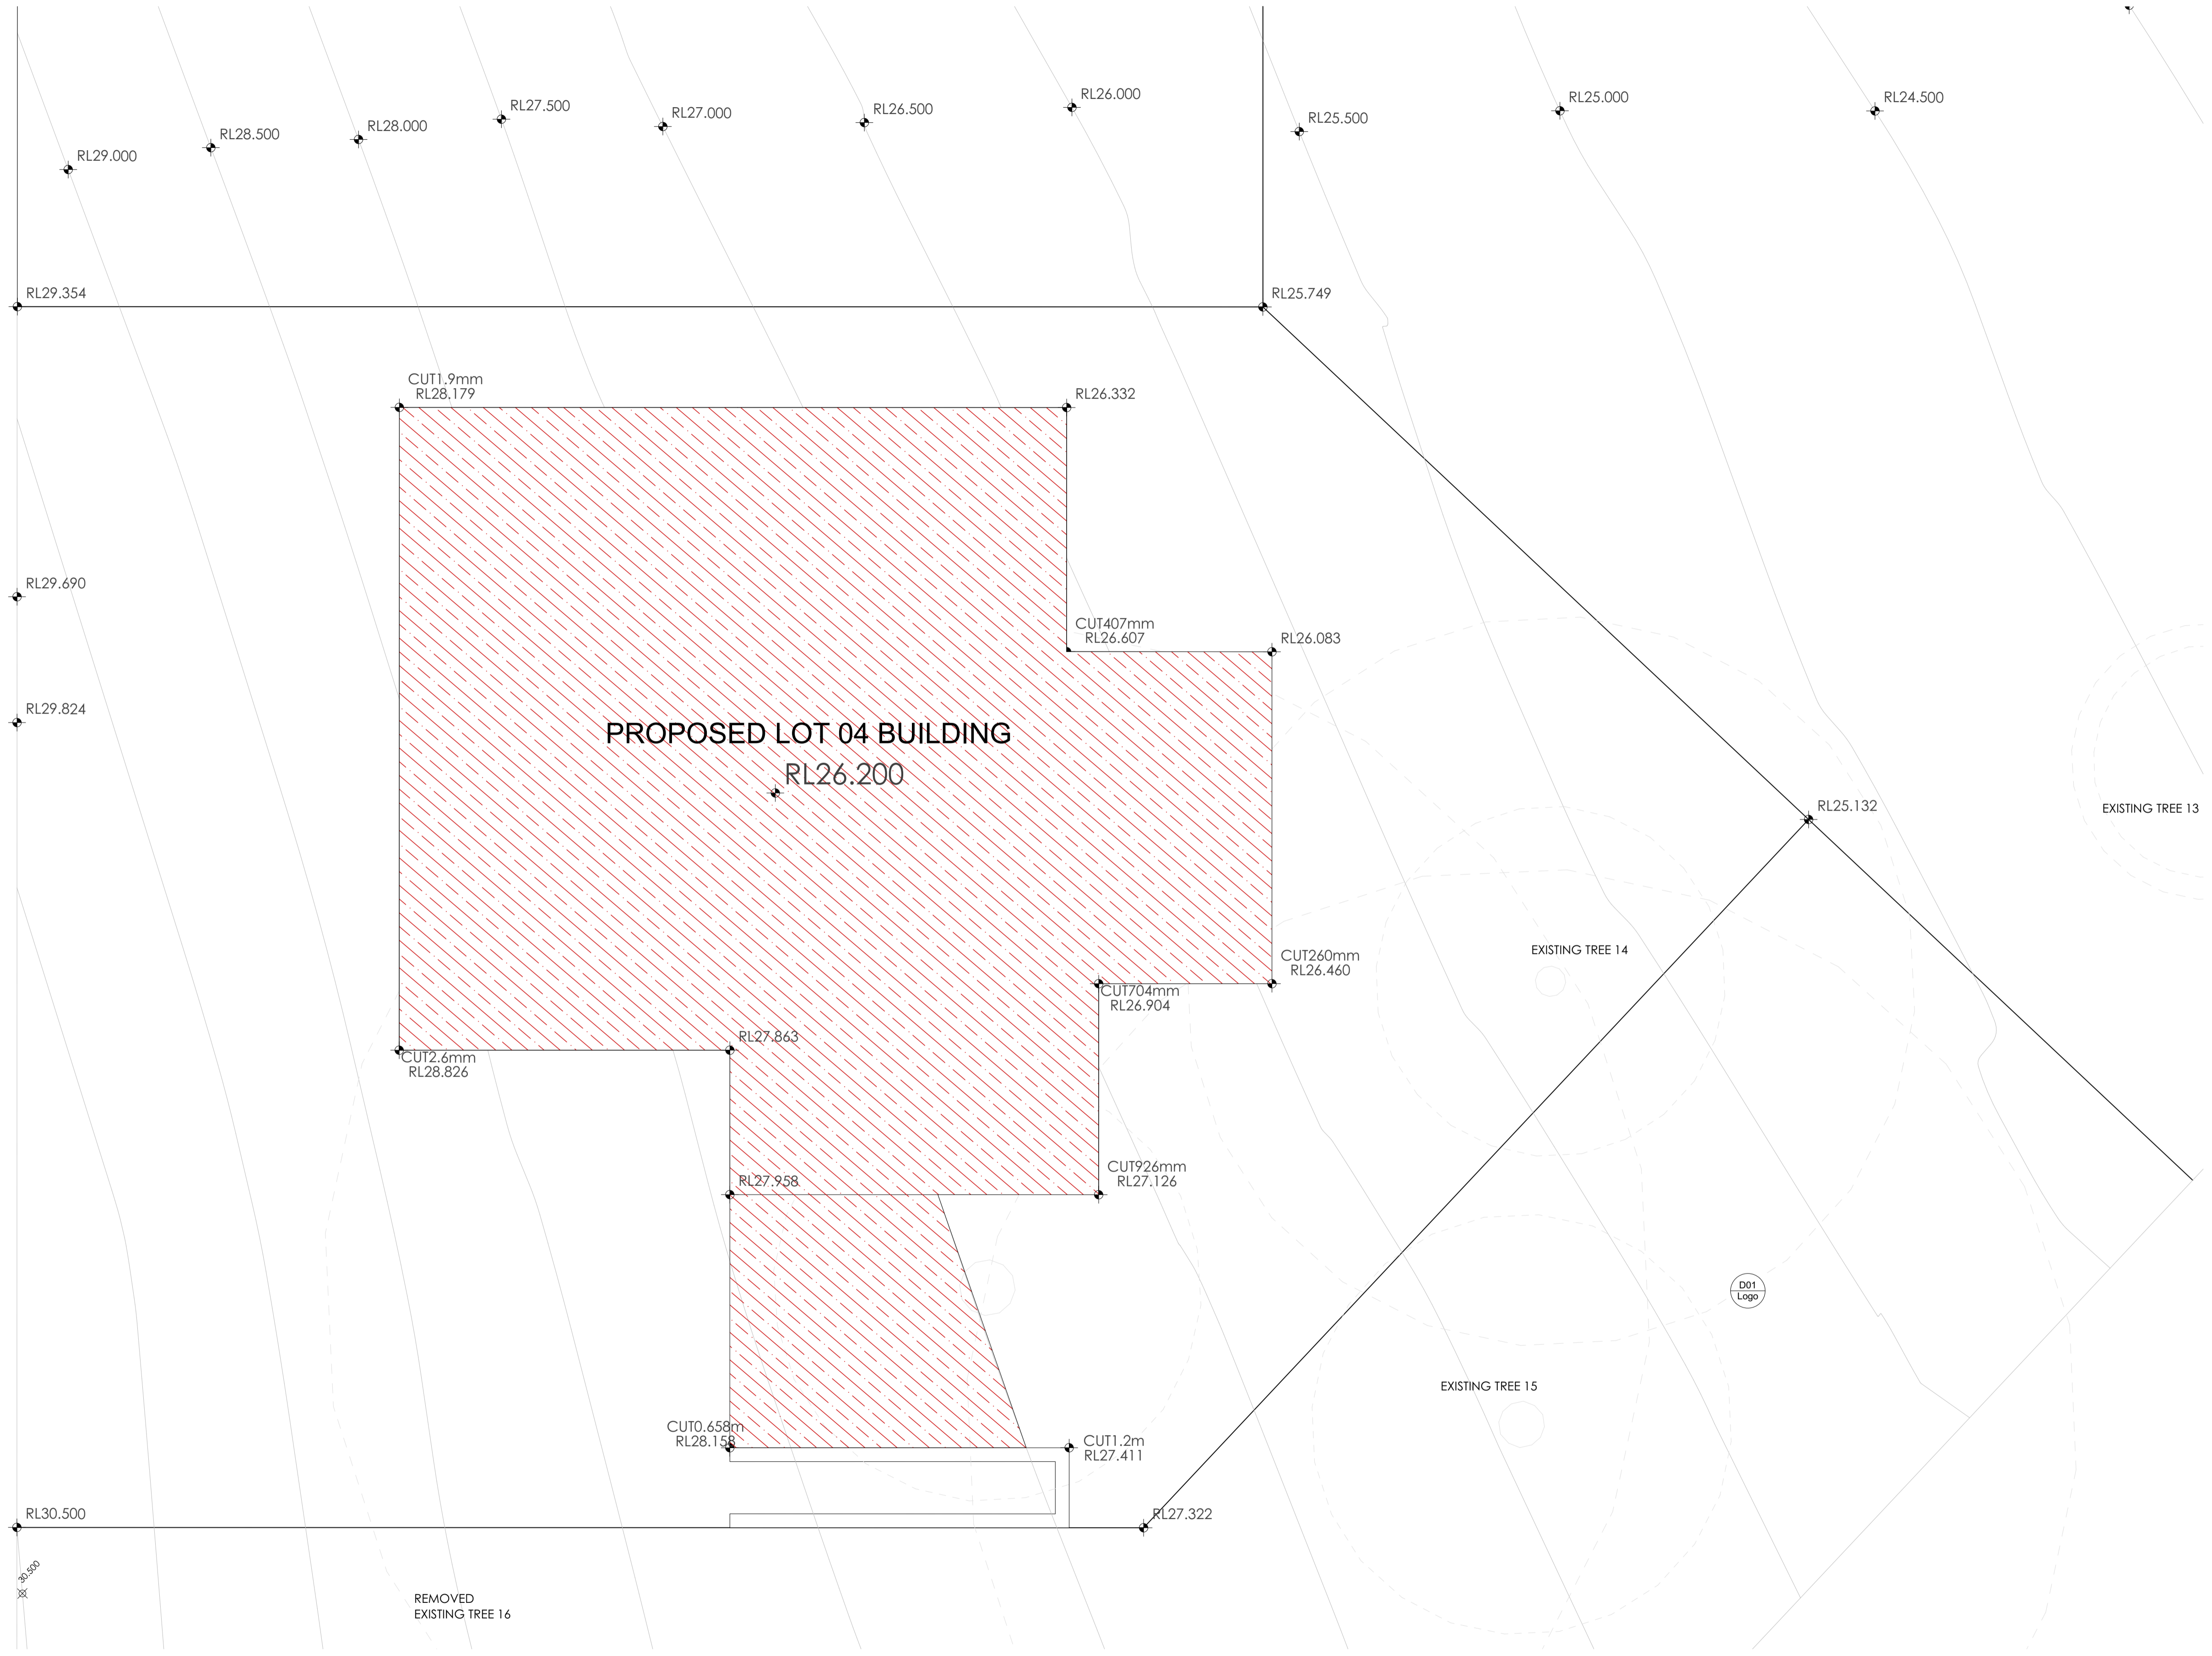 RL26.000
RL27.500
RL26.500
RL25.000
RL24.500
RL27.000
RL25.500
RL28.500
RL28.000
RL29.000
RL29.354
RL25.749
CUT1.9mm
RL28.179
RL26.332
RL29.690
CUT407mm
RL26.607
RL26.083
RL29.824
PROPOSED LOT 04 BUILDING
RL26.200
RL25.132
EXISTING TREE 13
EXISTING TREE 14
CUT260mm
RL26.460
CUT704mm
RL26.904
RL27.863
CUT2.6mm
RL28.826
CUT926mm
RL27.126
RL27.958
D01
Logo
EXISTING TREE 15
CUT0.658m
RL28.158
CUT1.2m
RL27.411
RL30.500
RL27.322
30.500
REMOVED
EXISTING TREE 16